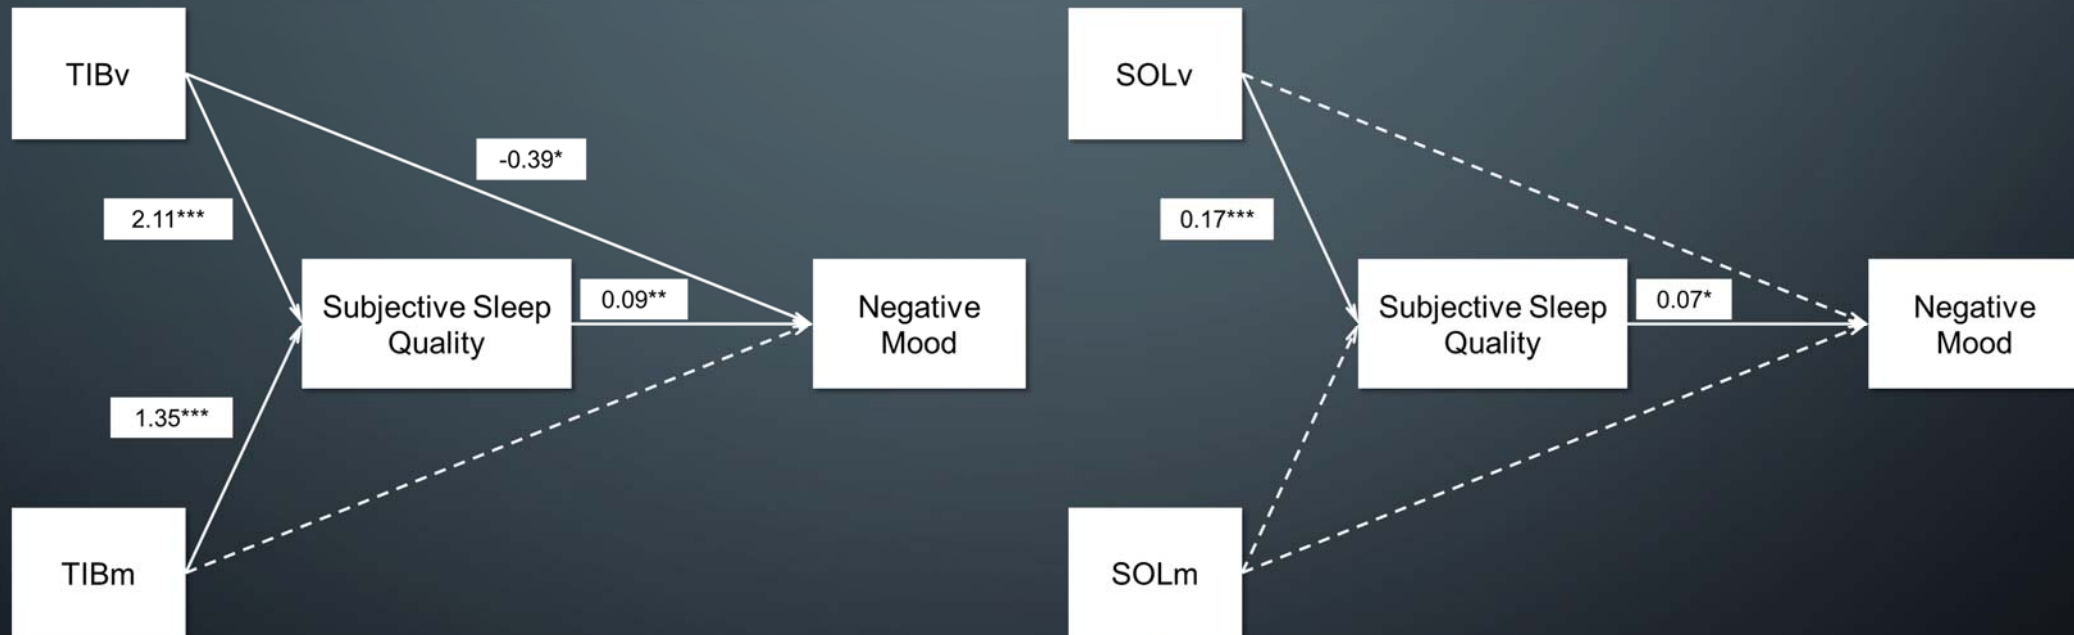 TIBv
-0.39*
2.11***
Subjective Sleep
Quality
0.09**
Negative
Mood
1.35***
TIBm
SOLv
0.17***
Subjective Sleep
Quality
0.07*
Negative
Mood
SOLm